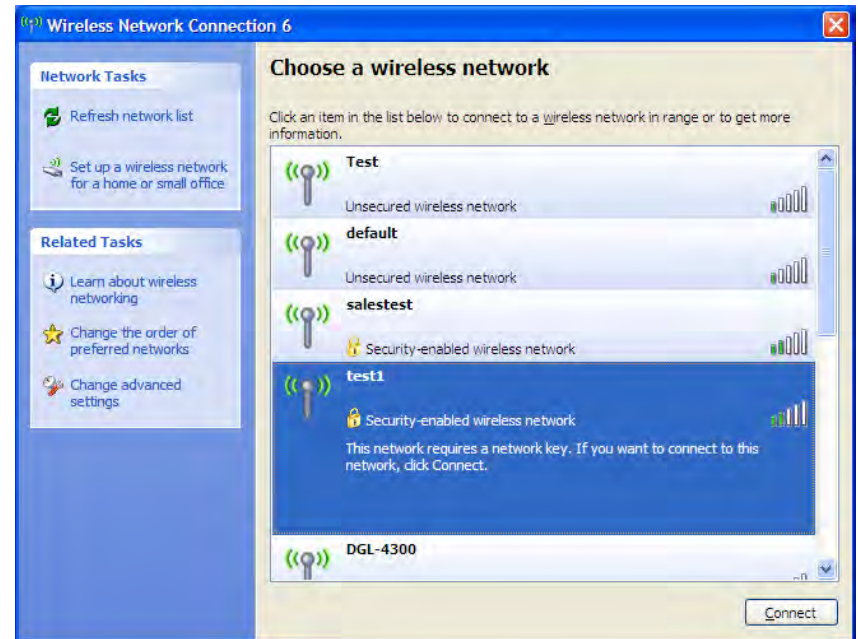 Wireless Network Connection 6
Network Tasks
Refresh network list
Set up a wireless network
for a home or small office
Related Tasks
Learn about wireless
networking
Change the order of
preferred networks
Change advanced
settings
Choose a wireless network
Click an item in the list below to connect to a wireless network in range or to get more
information.
Test
Unsecured wireless network
default
Unsecured wireless network
salestest
Security-enabled wireless network
test1
Security-enabled wireless network
This network requires a network key. If you want to connect to this
network, click Connect.
DGL-4300
Connect